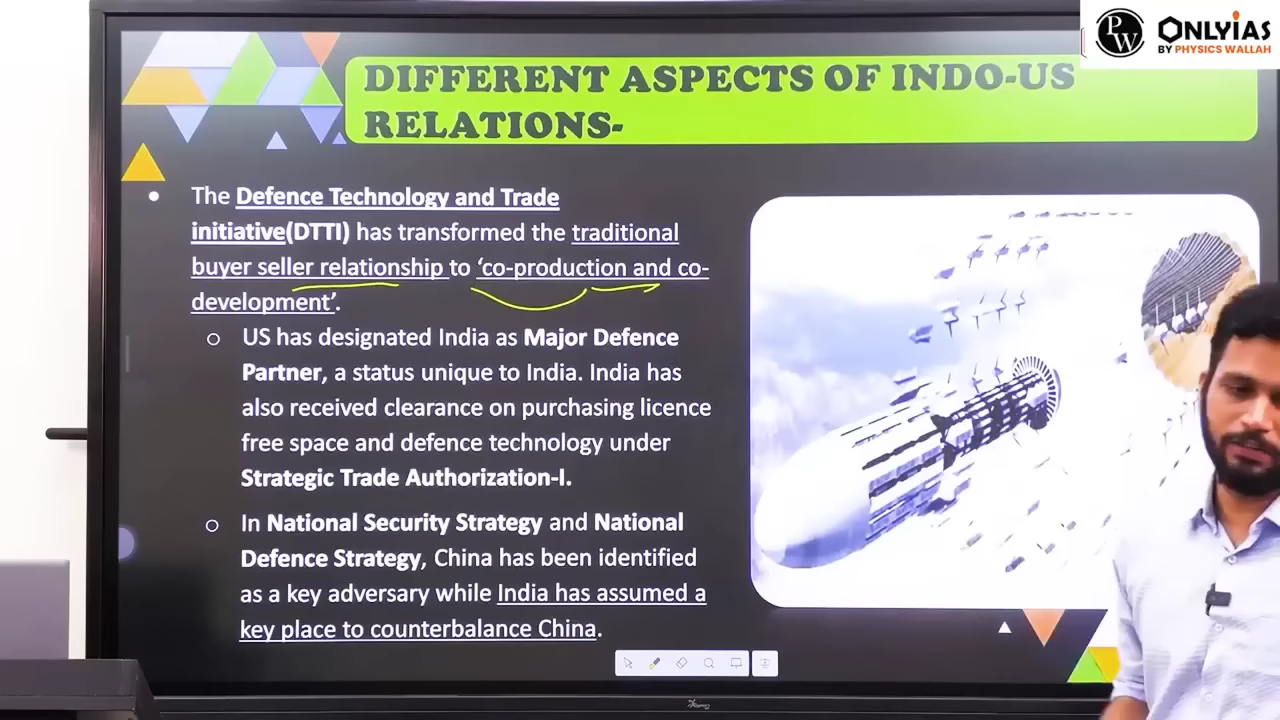 PW
ONLYIAS
BY PHYSICS WALLAH
DIFFERENT ASPECTS OF INDO-US
RELATIONS-
• The Defence Technology and Trade
initiative(DTTI) has transformed the traditional
buyer seller relationship to ‘co-production and co-
development’.
o US has designated India as Major Defence
Partner, a status unique to India. India has
also received clearance on purchasing licence
free space and defence technology under
Strategic Trade Authorization-I.
o In National Security Strategy and National
Defence Strategy, China has been identified
as a key adversary while India has assumed a
key place to counterbalance China.